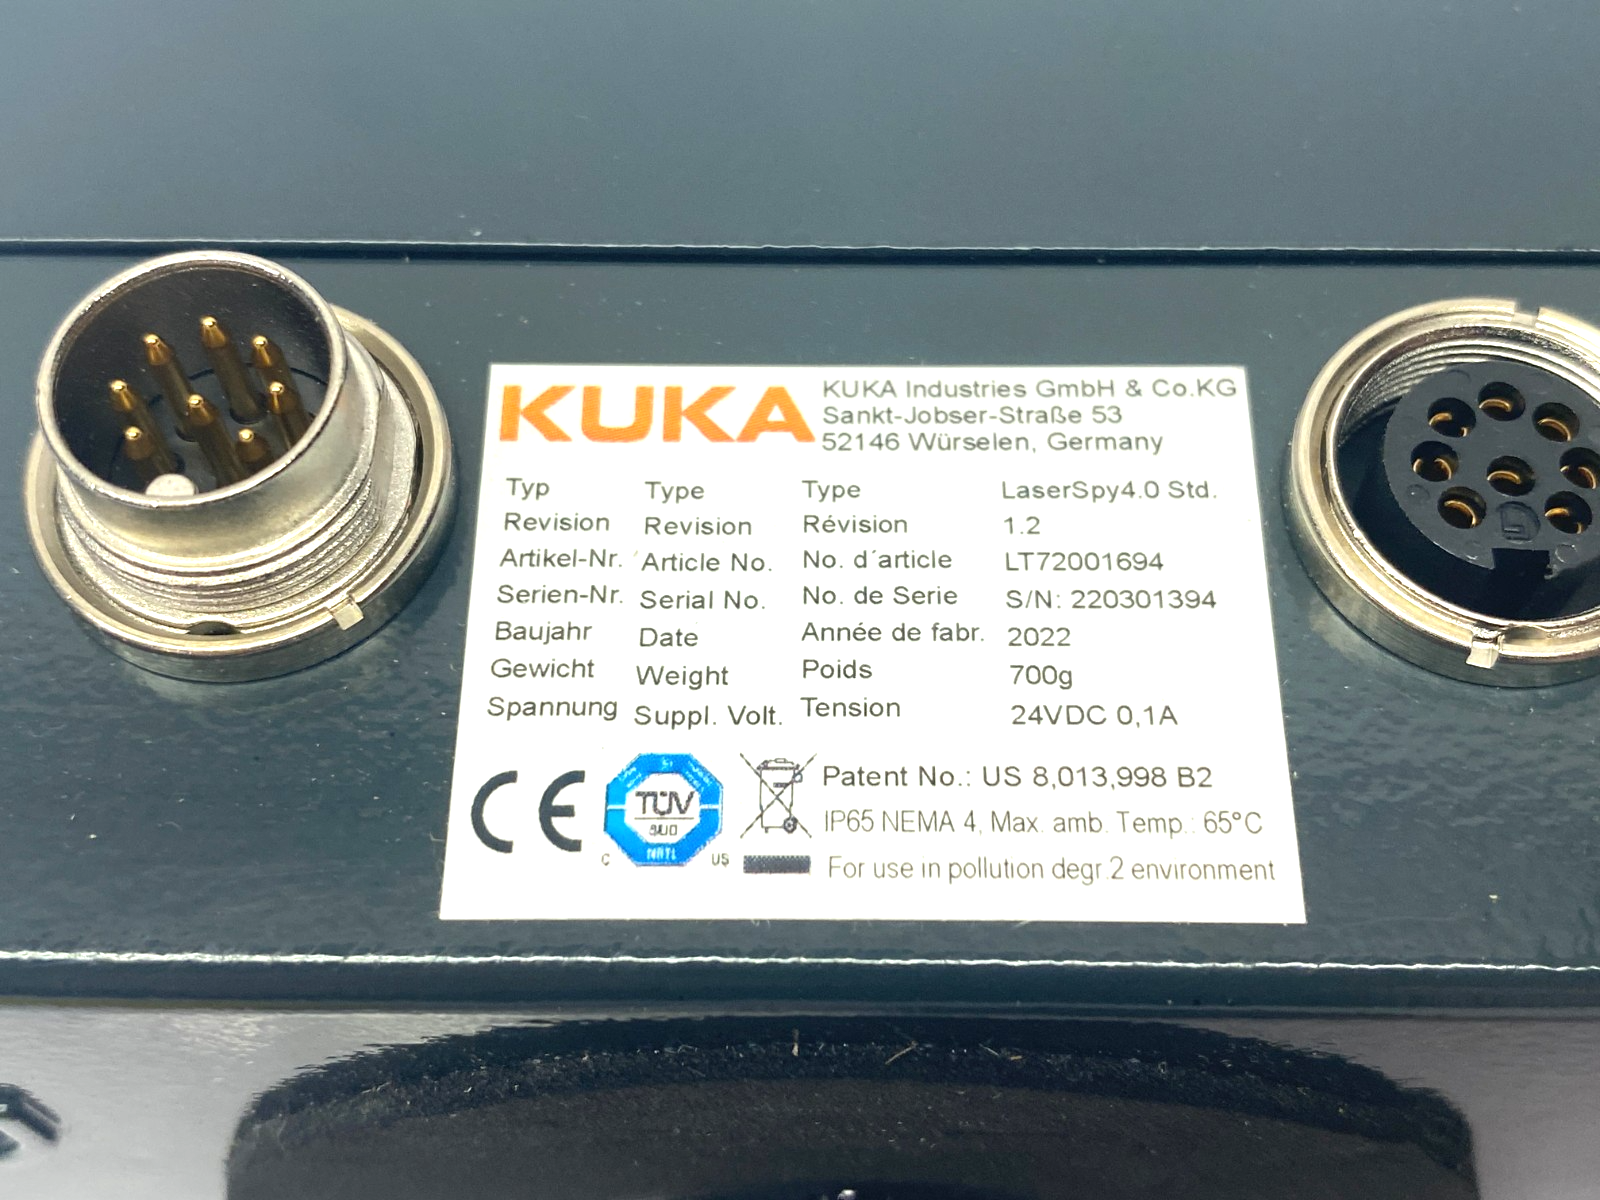 KUKA
KUKA Industries GmbH & Co.KG
Sankt-Jobser-Straße 53
52146 Würselen, Germany
Typ Type Type LaserSpy4.0 Std.
Revision Revision Révision 1.2
Artikel-Nr. Article No. No. d´article LT72001694
Serien-Nr. Serial No. No. de Serie S/N: 220301394
Baujahr Date Année de fabr. 2022
Gewicht Weight Poids 700g
Spannung Suppl. Volt. Tension 24VDC 0,1A
CE
TÜV
SUD
NRTL
C US
Patent No.: US 8,013,998 B2
IP65 NEMA 4, Max. amb. Temp.: 65°C
For use in pollution degr.2 environment